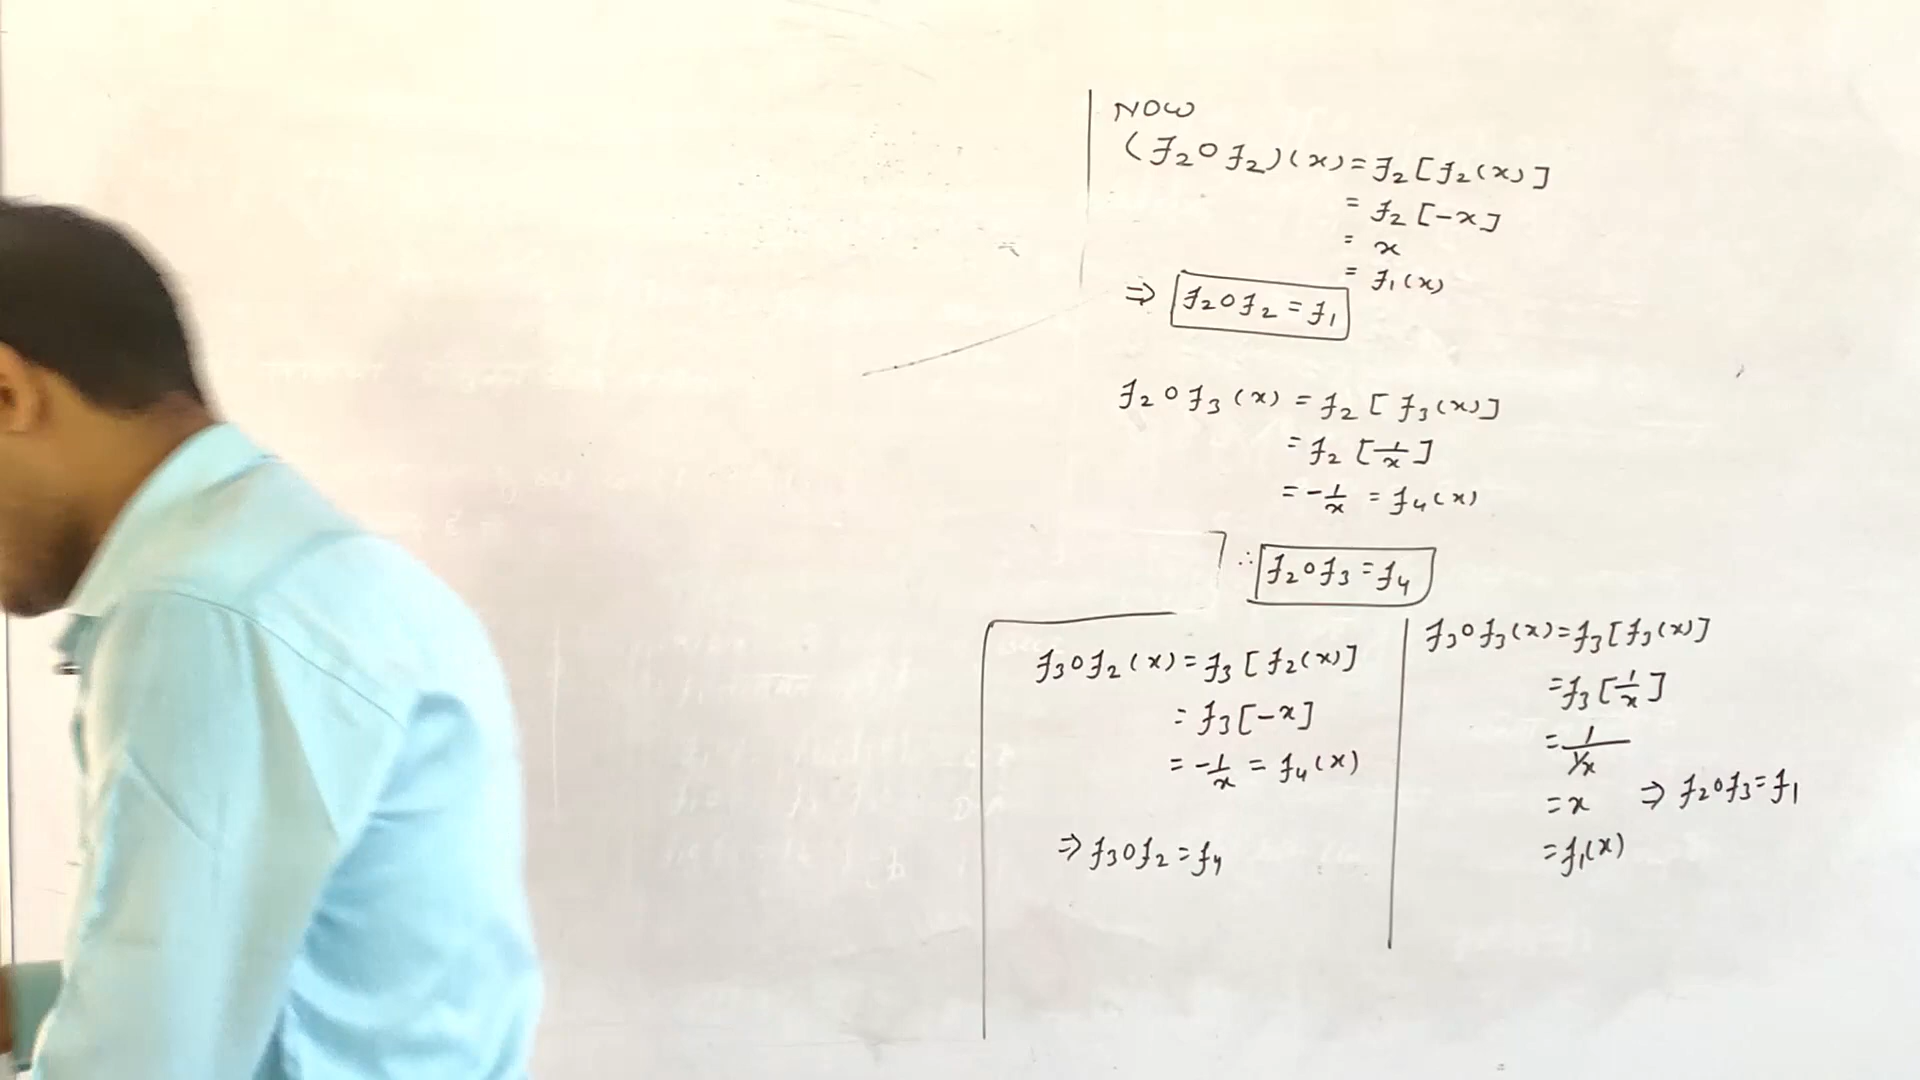 NOW
(f₂∘f₂)(x) = f₂[f₂(x)]
= f₂[-x]
= x
= f₁(x)
⇒ f₂∘f₂ = f₁
f₂∘f₃(x) = f₂[f₃(x)]
= f₂[1/x]
= -1/x = f₄(x)
∴ f₂∘f₃ = f₄
f₃∘f₂(x) = f₃[f₂(x)]
= f₃[-x]
= -1/x = f₄(x)
⇒ f₃∘f₂ = f₄
f₃∘f₃(x) = f₃[f₃(x)]
= f₃[1/x]
= 1/(1/x)
= x ⇒ f₂∘f₃ = f₁
= f₁(x)